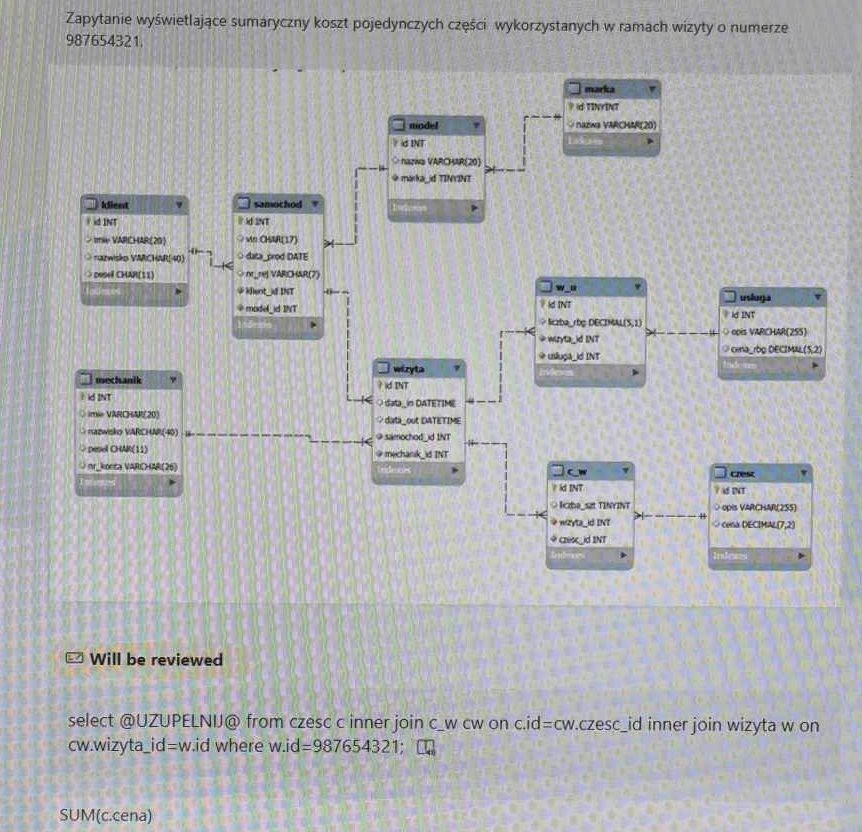 Zapytanie wyświetlające sumaryczny koszt pojedynczych części wykorzystanych w ramach wizyty o numerze
987654321.
marka
id TINYINT
nazwa VARCHAR(20)
Indexes
model
id INT
nazwa VARCHAR(20)
marka_id TINYINT
Indexes
klient
id INT
imie VARCHAR(20)
nazwisko VARCHAR(40)
pesel CHAR(11)
Indexes
samochod
id INT
vin CHAR(17)
data_prod DATE
nr_rej VARCHAR(7)
klient_id INT
model_id INT
Indexes
w_u
id INT
liczba_rbg DECIMAL(5,1)
wizyta_id INT
usluga_id INT
Indexes
usluga
id INT
opis VARCHAR(255)
cena_rbg DECIMAL(5,2)
Indexes
mechanik
id INT
imie VARCHAR(20)
nazwisko VARCHAR(40)
pesel CHAR(11)
nr_konta VARCHAR(26)
Indexes
wizyta
id INT
data_in DATETIME
data_out DATETIME
samochod_id INT
mechanik_id INT
Indexes
c_w
id INT
liczba_szt TINYINT
wizyta_id INT
czesc_id INT
Indexes
czesc
id INT
opis VARCHAR(255)
cena DECIMAL(7,2)
Indexes
Will be reviewed
select @UZUPELNIJ@ from czesc c inner join c_w cw on c.id=cw.czesc_id inner join wizyta w on
cw.wizyta_id=w.id where w.id=987654321;
SUM(c.cena)